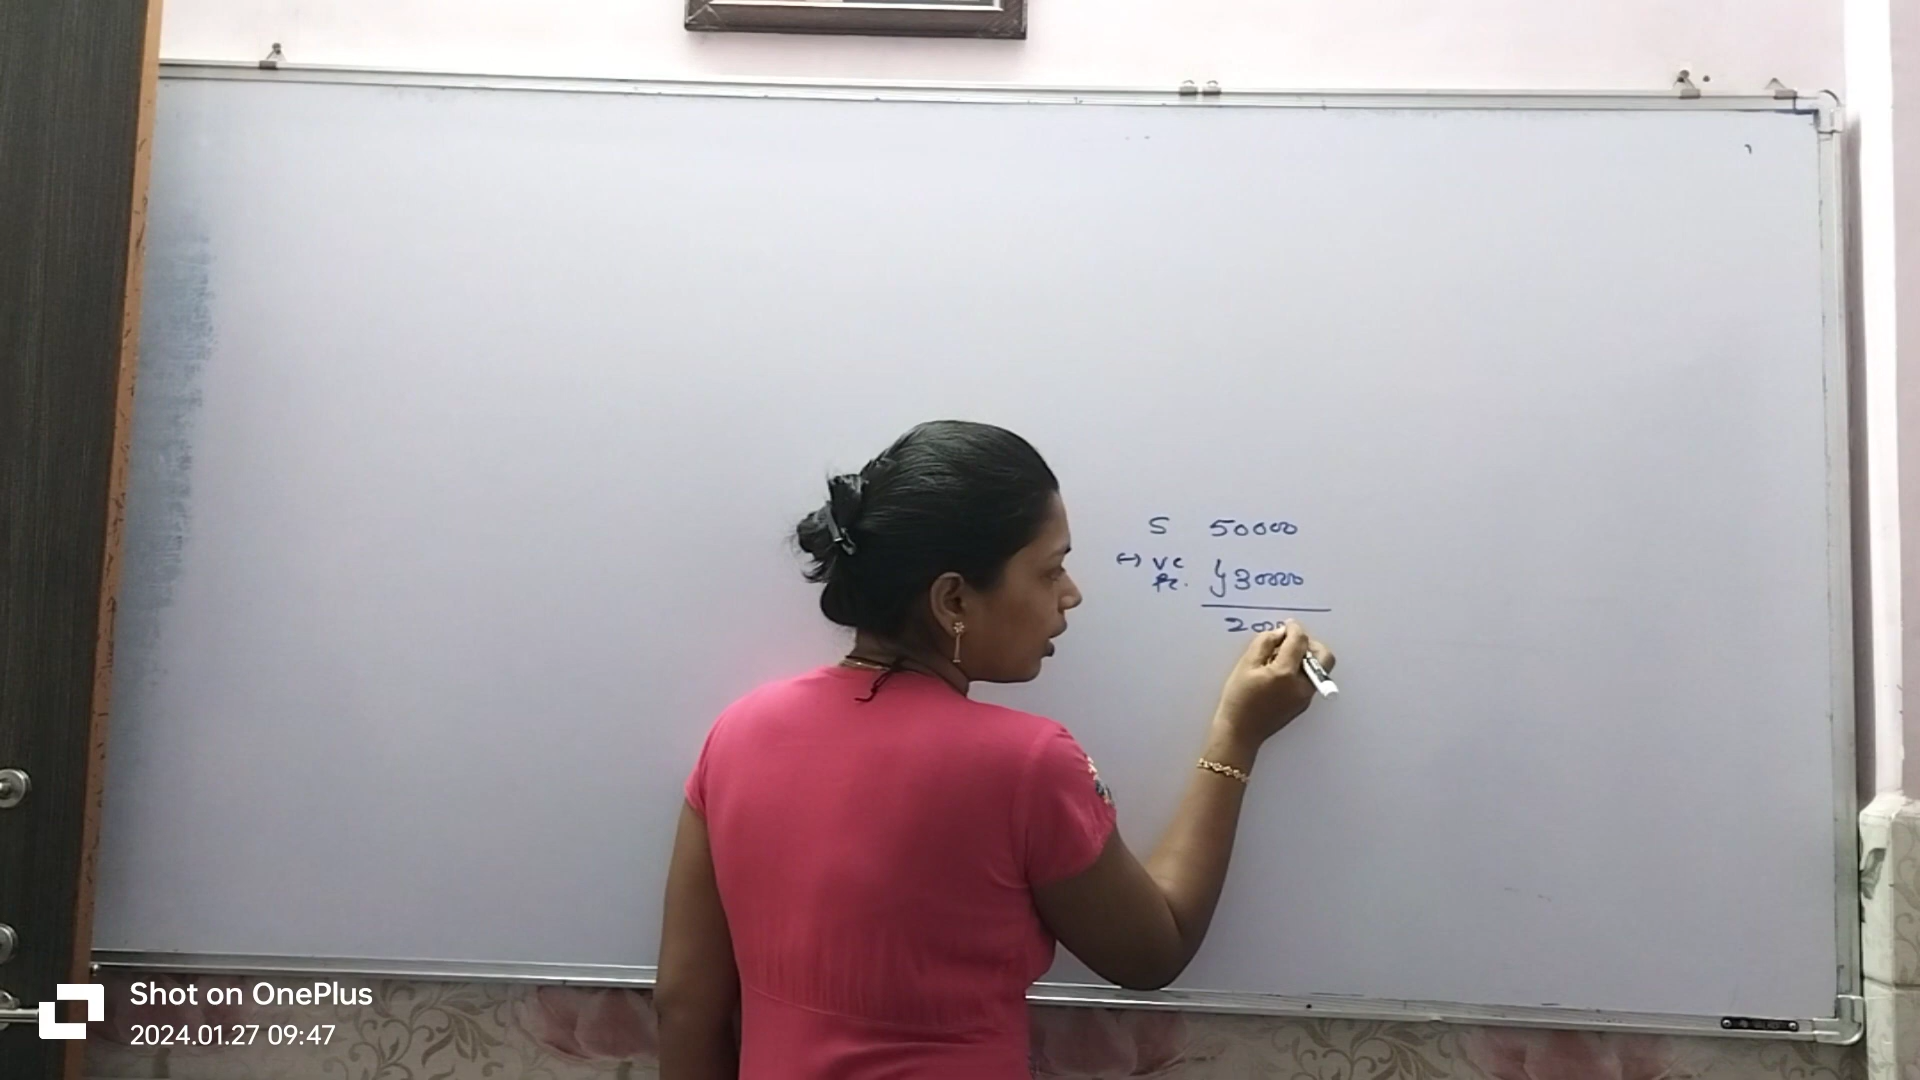 S 50000
(-) VC
Fc. } 30000
2000
Shot on OnePlus
2024.01.27 09:47